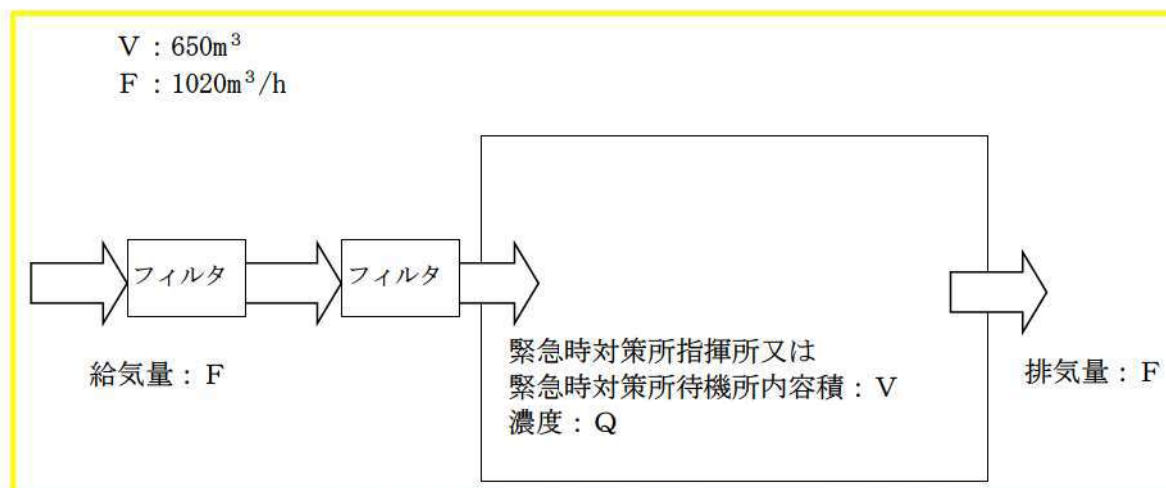 V：650m³
F：1020m³/h
フィルタ
フィルタ
給気量：F
緊急時対策所指揮所又は
緊急時対策所待機所内容積：V
濃度：Q
排気量：F